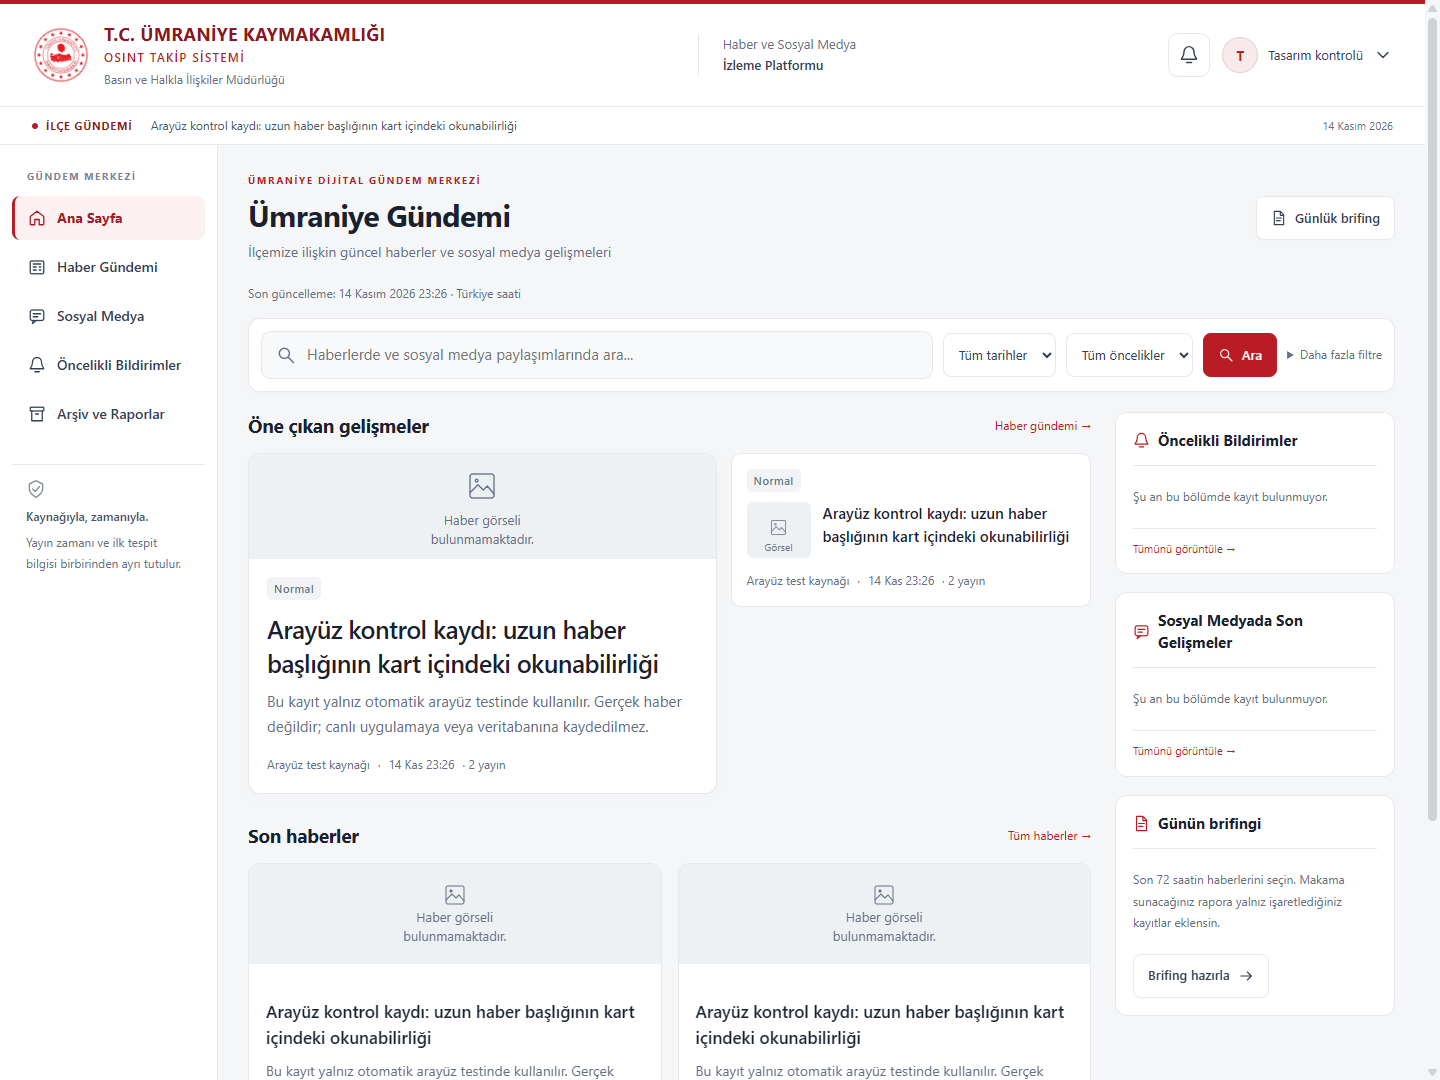 T.C. ÜMRANİYE KAYMAKAMLIĞI
OSINT TAKİP SİSTEMİ
Basın ve Halkla İlişkiler Müdürlüğü
Haber ve Sosyal Medya
İzleme Platformu
T
Tasarım kontrolü
İLÇE GÜNDEMİ
Arayüz kontrol kaydı: uzun haber başlığının kart içindeki okunabilirliği
14 Kasım 2026
GÜNDEM MERKEZİ
Ana Sayfa
Haber Gündemi
Sosyal Medya
Öncelikli Bildirimler
Arşiv ve Raporlar
Kaynağıyla, zamanıyla.
Yayın zamanı ve ilk tespit
bilgisi birbirinden ayrı tutulur.
ÜMRANİYE DİJİTAL GÜNDEM MERKEZİ
Ümraniye Gündemi
İlçemize ilişkin güncel haberler ve sosyal medya gelişmeleri
Günlük brifing
Son güncelleme: 14 Kasım 2026 23:26 · Türkiye saati
Haberlerde ve sosyal medya paylaşımlarında ara...
Tüm tarihler
Tüm öncelikler
Ara
▶ Daha fazla filtre
Öne çıkan gelişmeler
Haber gündemi →
Haber görseli
bulunmamaktadır.
Normal
Arayüz kontrol kaydı: uzun haber
başlığının kart içindeki okunabilirliği
Bu kayıt yalnız otomatik arayüz testinde kullanılır. Gerçek haber
değildir; canlı uygulamaya veya veritabanına kaydedilmez.
Arayüz test kaynağı · 14 Kas 23:26 · 2 yayın
Normal
Görsel
Arayüz kontrol kaydı: uzun haber
başlığının kart içindeki okunabilirliği
Arayüz test kaynağı · 14 Kas 23:26 · 2 yayın
Son haberler
Tüm haberler →
Haber görseli
bulunmamaktadır.
Arayüz kontrol kaydı: uzun haber başlığının kart
içindeki okunabilirliği
Bu kayıt yalnız otomatik arayüz testinde kullanılır. Gerçek
Haber görseli
bulunmamaktadır.
Arayüz kontrol kaydı: uzun haber başlığının kart
içindeki okunabilirliği
Bu kayıt yalnız otomatik arayüz testinde kullanılır. Gerçek
Öncelikli Bildirimler
Şu an bu bölümde kayıt bulunmuyor.
Tümünü görüntüle →
Sosyal Medyada Son
Gelişmeler
Şu an bu bölümde kayıt bulunmuyor.
Tümünü görüntüle →
Günün brifingi
Son 72 saatin haberlerini seçin. Makama
sunacağınız rapora yalnız işaretlediğiniz
kayıtlar eklensin.
Brifing hazırla →